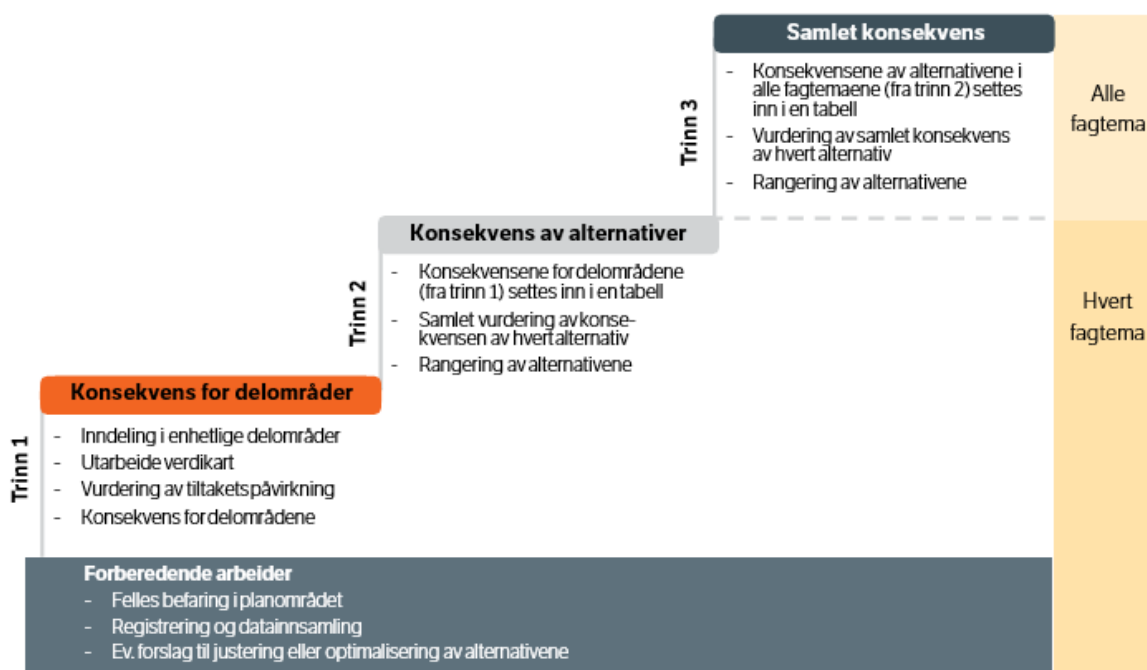 Samlet konsekvens
- Konsekvensene av alternativene i
alle fagtemaene (fra trinn 2) settes
inn i en tabell
- Vurdering av samlet konsekvens
av hvert alternativ
- Rangering av alternativene
Trinn 3
Alle
fagtema
Konsekvens av alternativer
- Konsekvensene for delområdene
(fra trinn 1) settes inn i en tabell
- Samlet vurdering av konse-
kvensen av hvert alternativ
- Rangering av alternativene
Trinn 2
Hvert
fagtema
Konsekvens for delområder
- Inndeling i enhetlige delområder
- Utarbeide verdikart
- Vurdering av tiltakets påvirkning
- Konsekvens for delområdene
Trinn 1
Forberedende arbeider
- Felles befaring i planområdet
- Registrering og datainnsamling
- Ev. forslag til justering eller optimalisering av alternativene